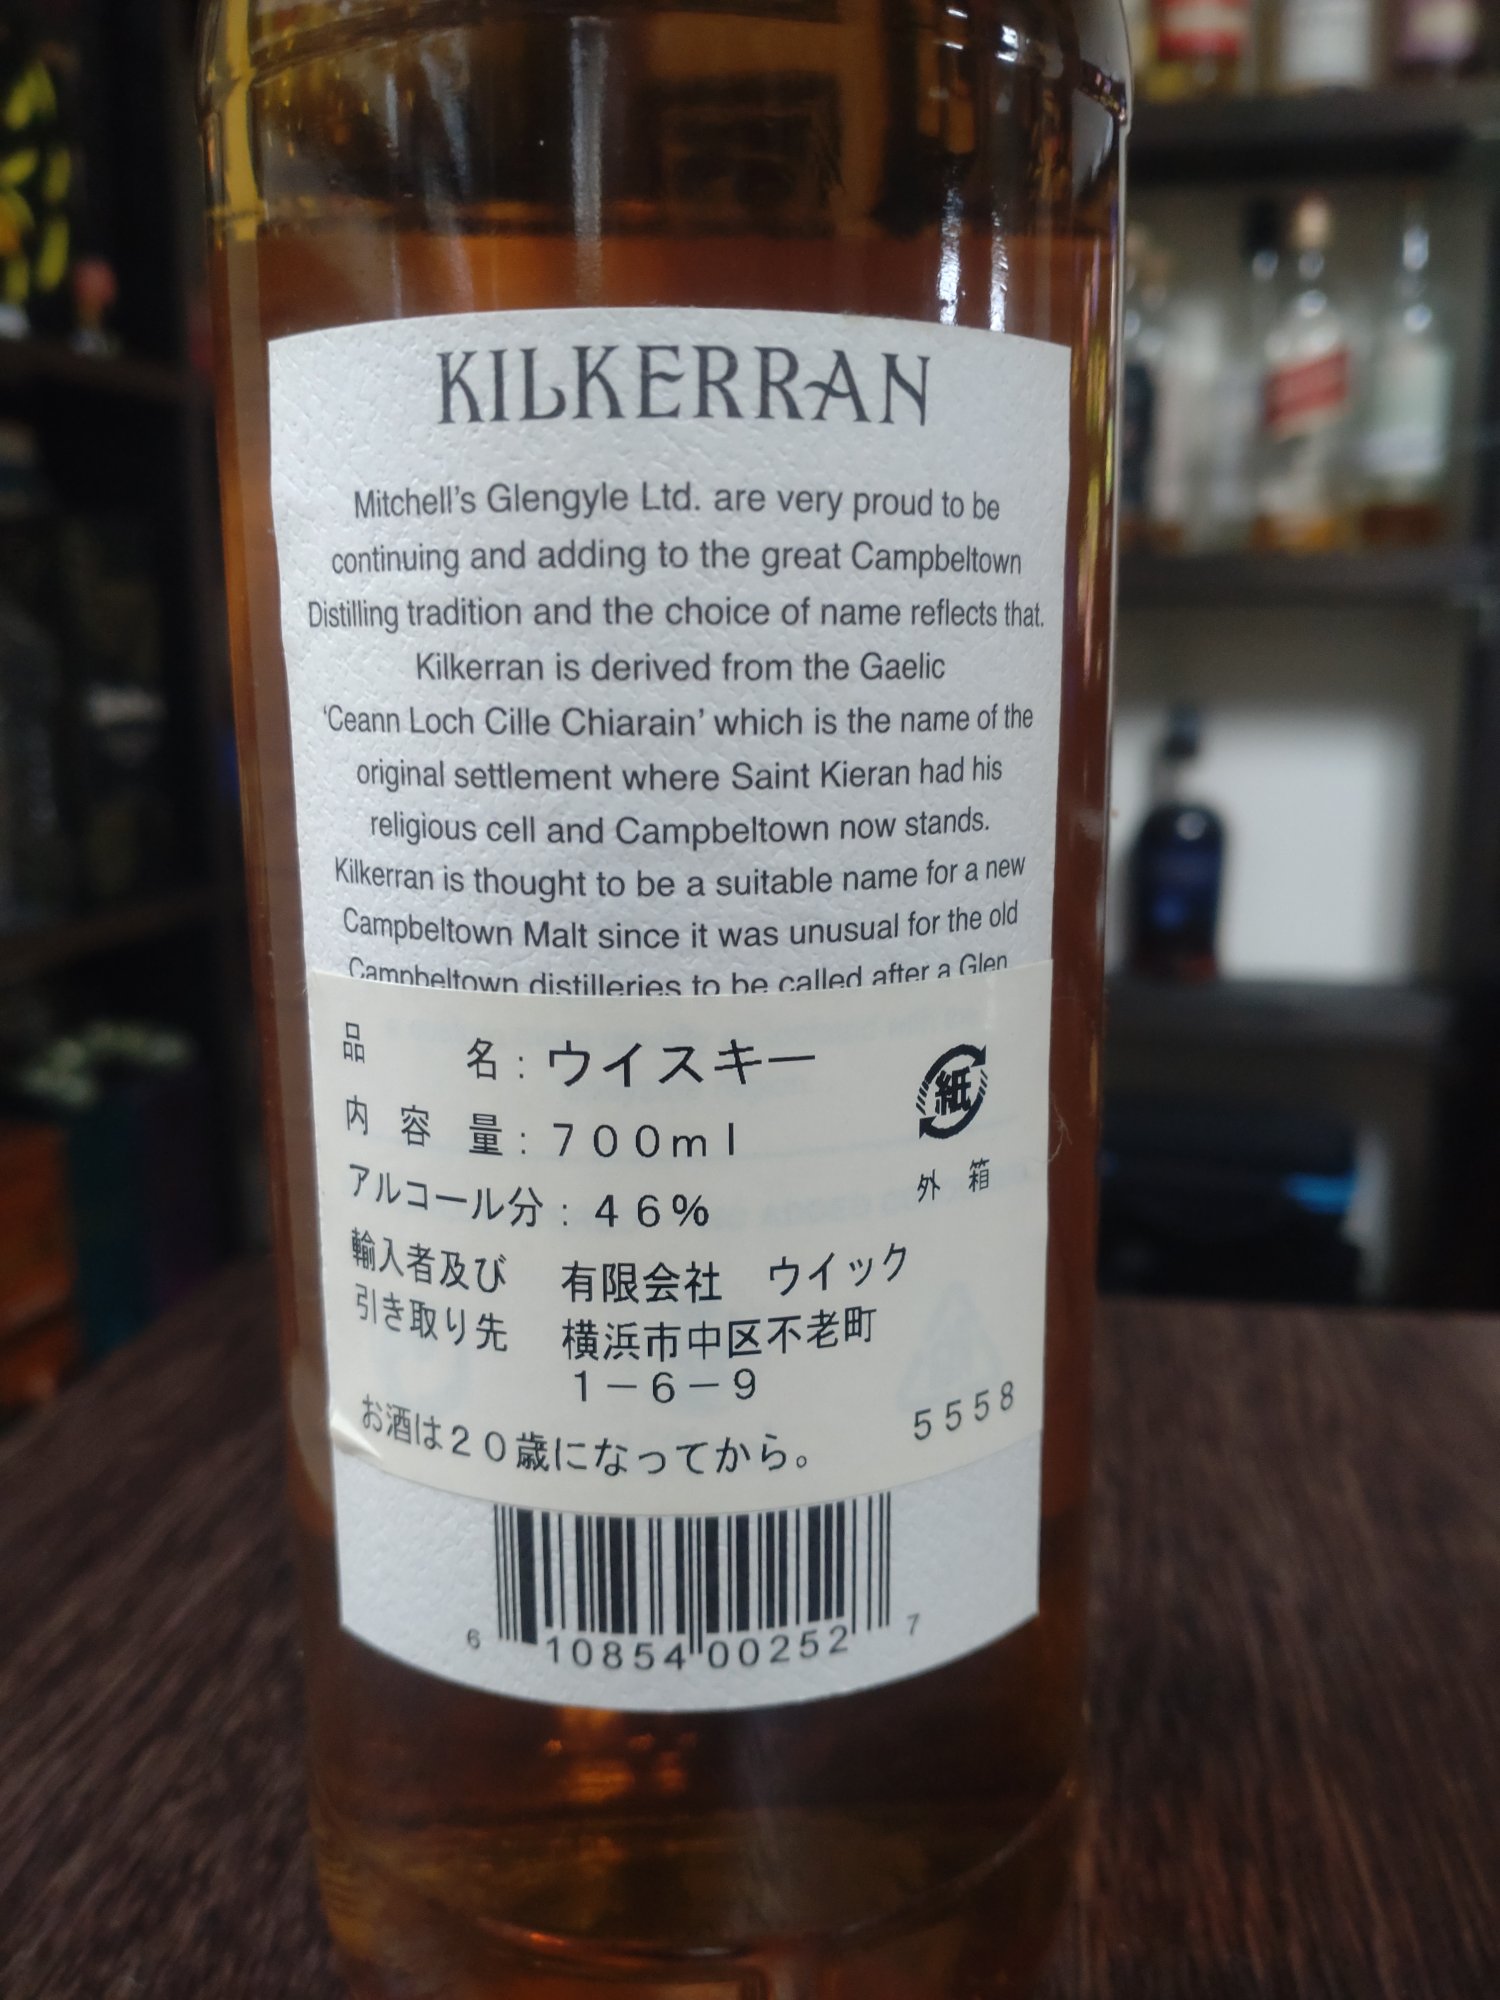 KILKERRAN
Mitchell's Glengyle Ltd. are very proud to be
continuing and adding to the great Campbeltown
Distilling tradition and the choice of name reflects that.
Kilkerran is derived from the Gaelic
'Ceann Loch Cille Chiarain' which is the name of the
original settlement where Saint Kieran had his
religious cell and Campbeltown now stands.
Kilkerran is thought to be a suitable name for a new
Campbeltown Malt since it was unusual for the old
Campbeltown distilleries to be called after a Glen
品名：ウイスキー
内容量：７００ｍｌ
紙
外箱
アルコール分：４６％
輸入者及び 有限会社 ウイック
引き取り先 横浜市中区不老町
１－６－９
5558
お酒は２０歳になってから。
6 10854 00252 7